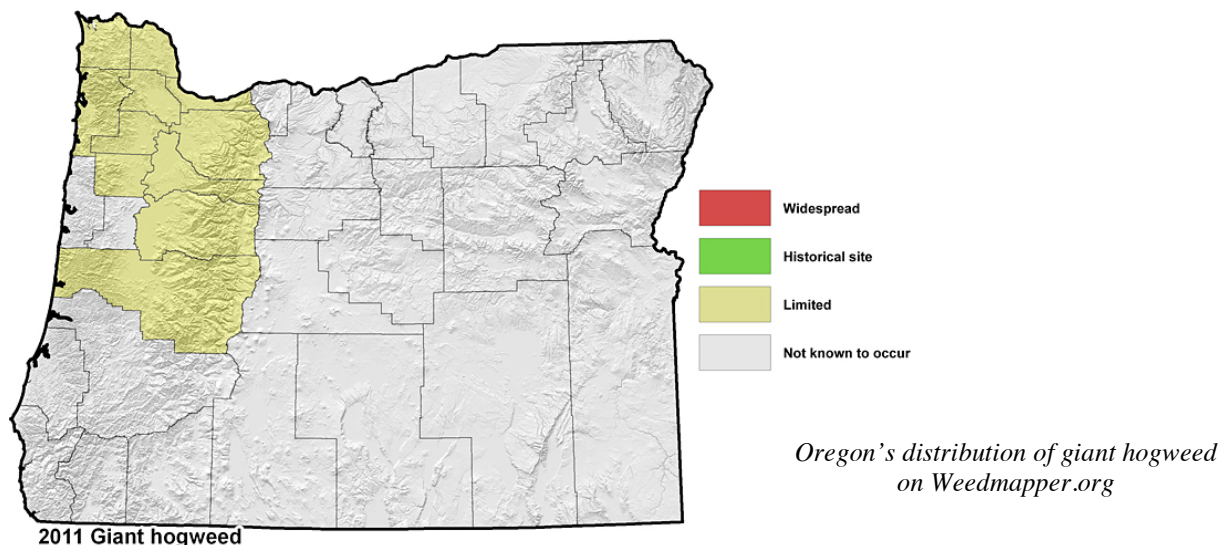 Widespread
Historical site
Limited
Not known to occur
Oregon’s distribution of giant hogweed
on Weedmapper.org
2011 Giant hogweed